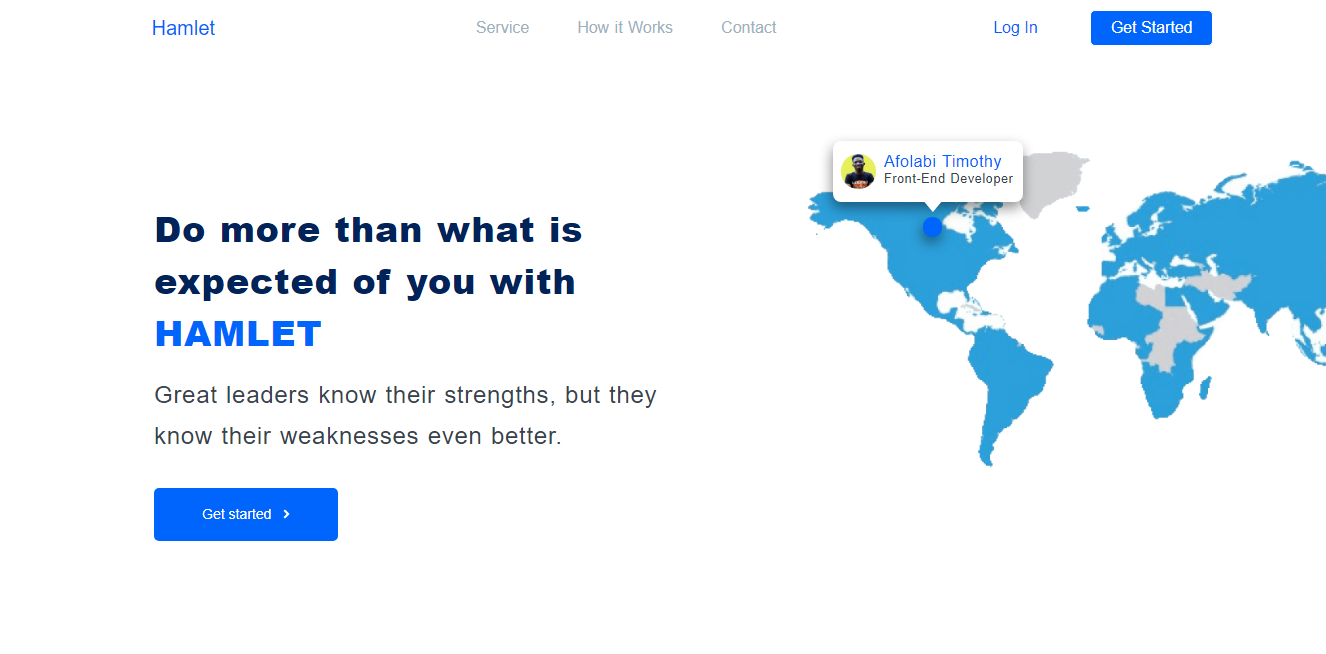 Hamlet
Service
How it Works
Contact
Log In
Get Started
Afolabi Timothy
Front-End Developer
Do more than what is
expected of you with
HAMLET
Great leaders know their strengths, but they
know their weaknesses even better.
Get started